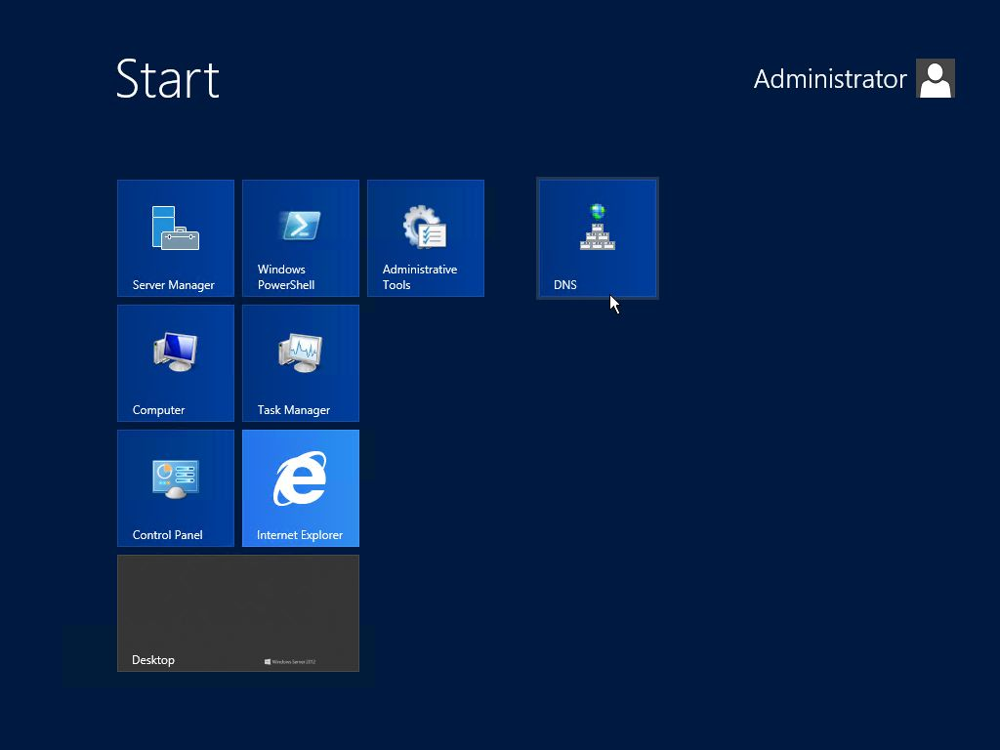 Start
Administrator
Server Manager
Windows
PowerShell
Administrative
Tools
DNS
Computer
Task Manager
Control Panel
Internet Explorer
Desktop
Windows Server 2012